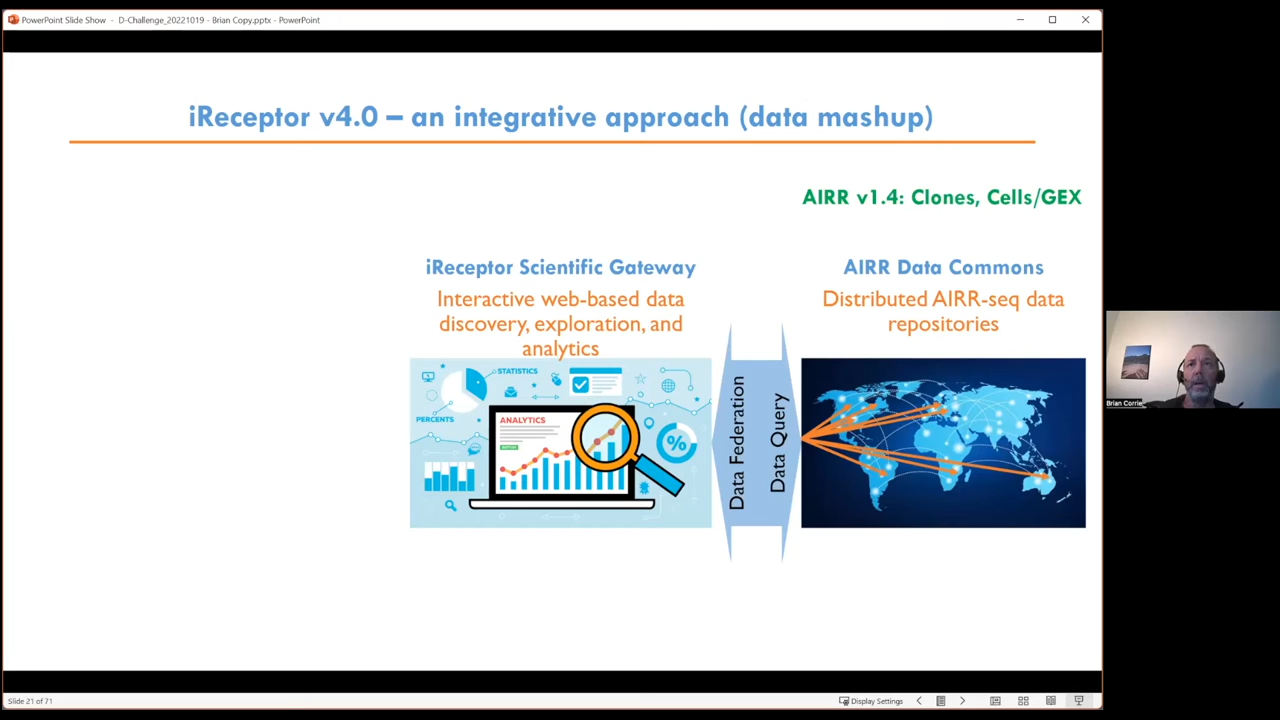 PowerPoint Slide Show - D-Challenge_20221019 - Brian Copy.pptx - PowerPoint
iReceptor v4.0 – an integrative approach (data mashup)
AIRR v1.4: Clones, Cells/GEX
iReceptor Scientific Gateway
Interactive web-based data
discovery, exploration, and
analytics
STATISTICS
PERCENTS
ANALYTICS
%
Data Federation
Data Query
AIRR Data Commons
Distributed AIRR-seq data
repositories
Brian Corrie
Slide 21 of 71
Display Settings